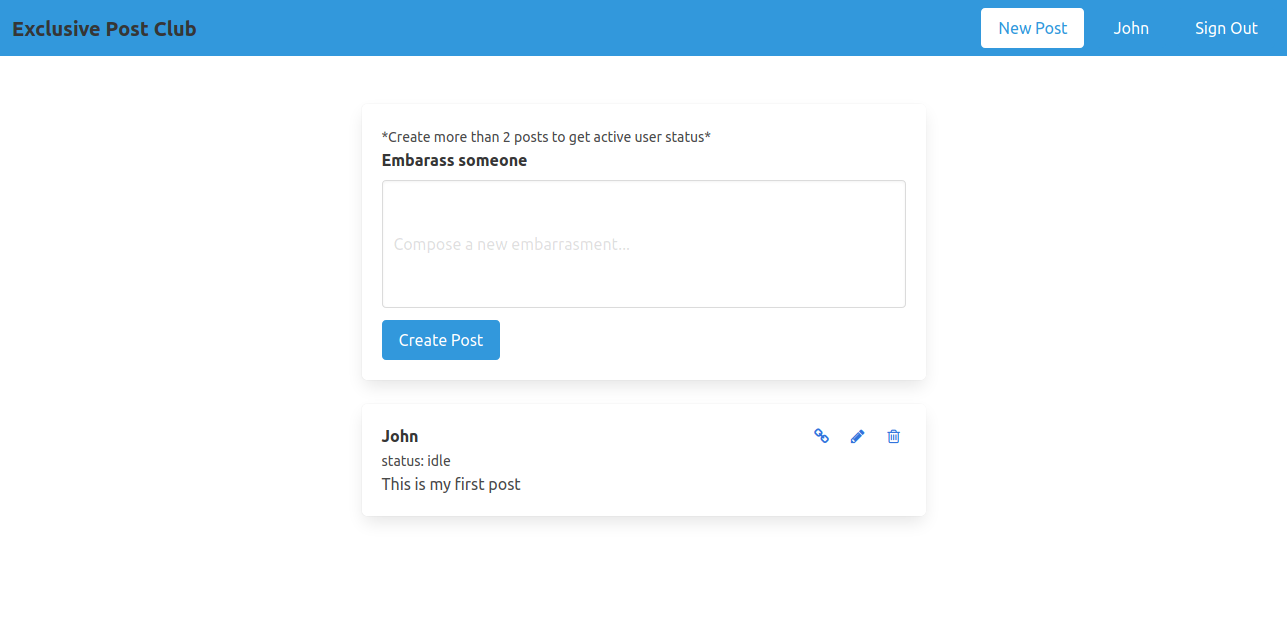 Exclusive Post Club
New Post
John
Sign Out
*Create more than 2 posts to get active user status*
Embarass someone
Compose a new embarrasment...
Create Post
John
status: idle
This is my first post